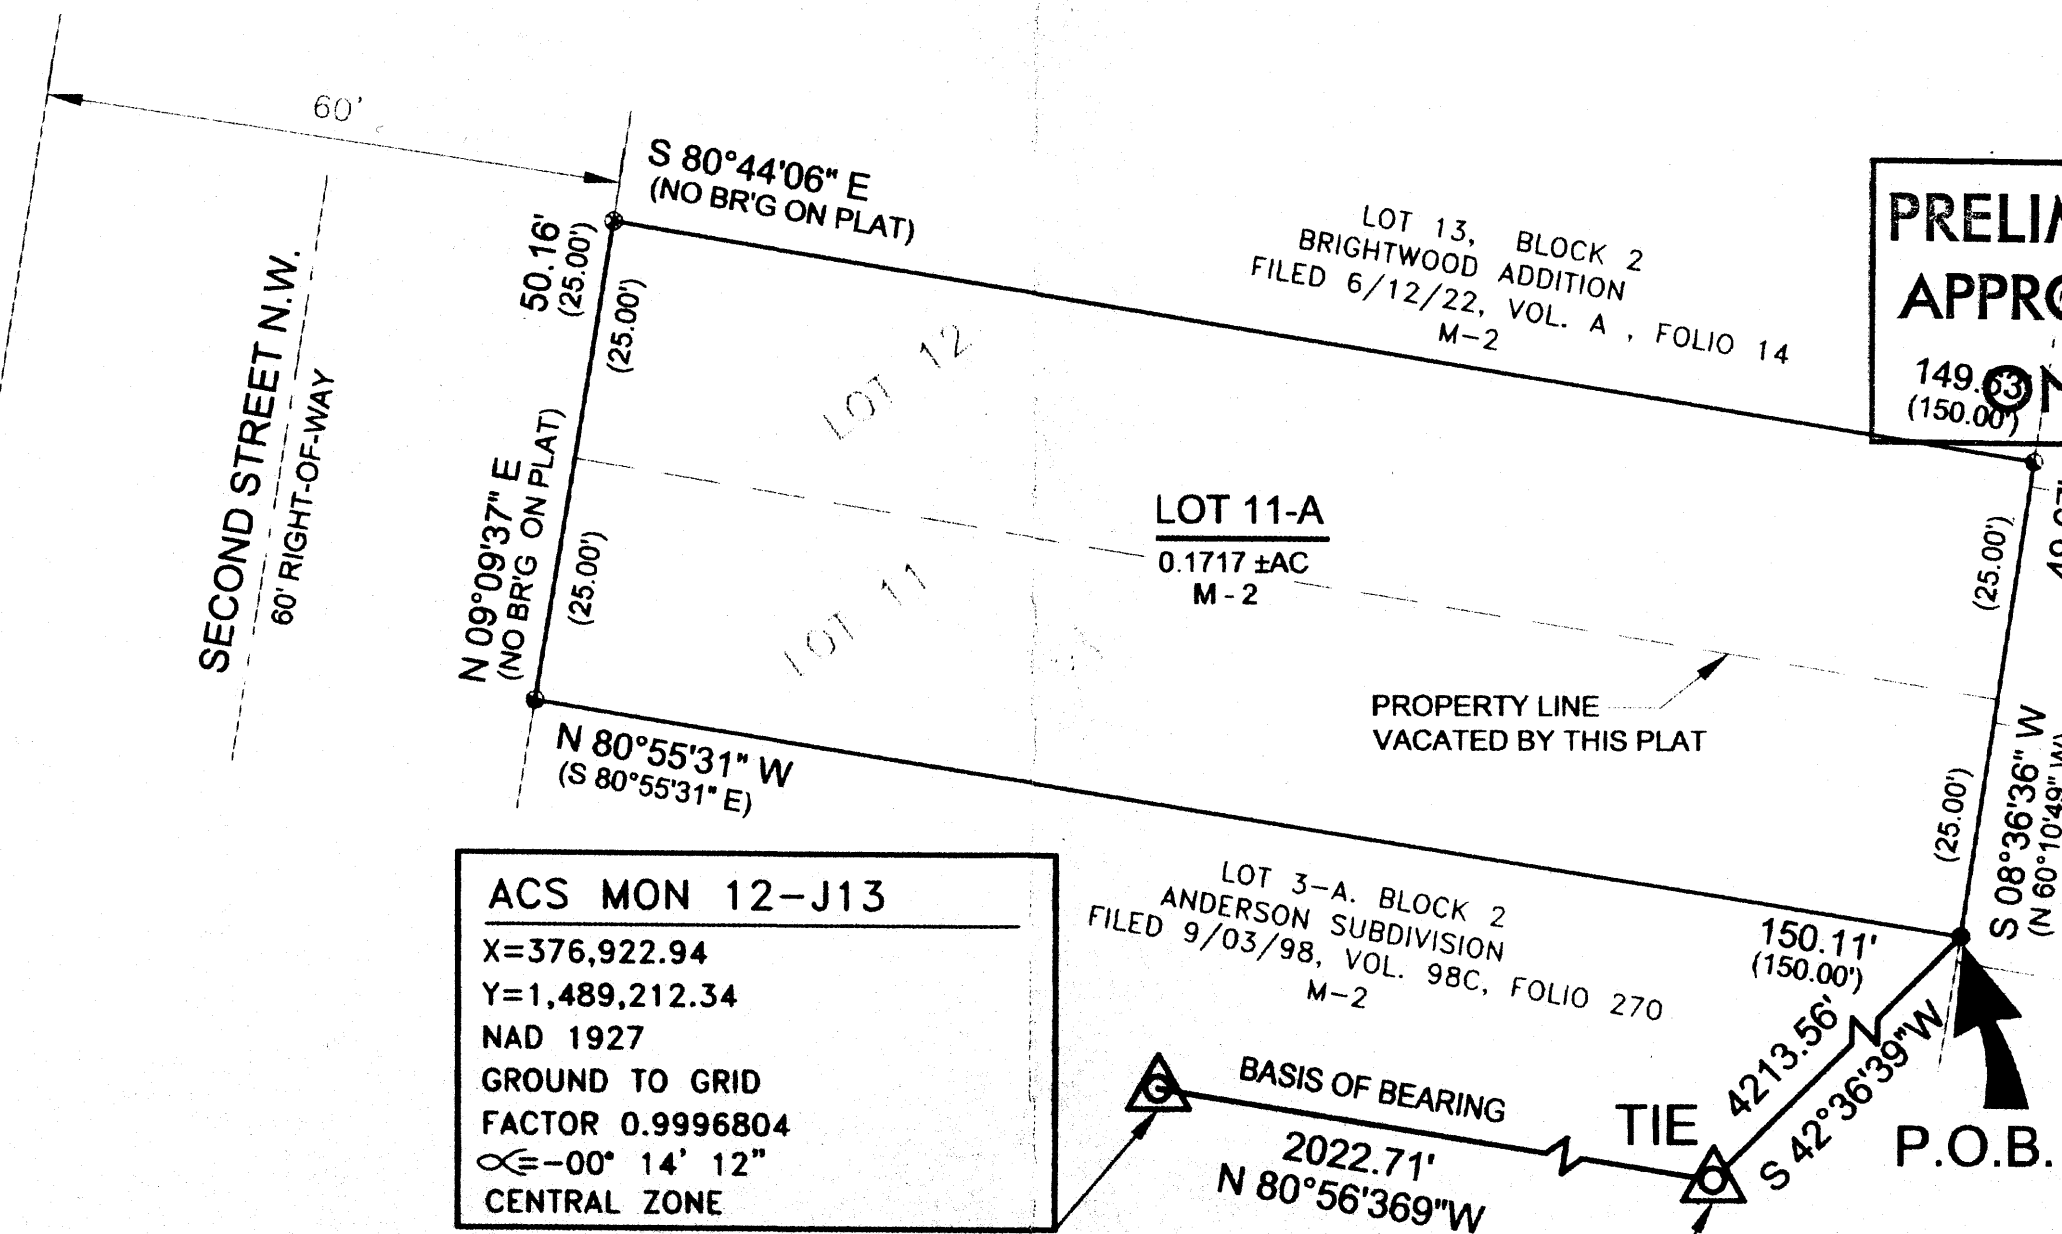 60'
S 80°44'06" E
(NO BR'G ON PLAT)
50.16'
(25.00')
(25.00')
LOT 13, BLOCK 2
BRIGHTWOOD ADDITION
FILED 6/12/22, VOL. A , FOLIO 14
M-2
149.63'
(150.00')
SECOND STREET N.W.
60' RIGHT-OF-WAY
LOT 12
N 09°09'37" E
(NO BR'G ON PLAT)
(25.00')
LOT 11
LOT 11-A
0.1717 ±AC
M - 2
(25.00')
PROPERTY LINE
VACATED BY THIS PLAT
(25.00')
S 08°36'36" W
(N 60°10'49" W)
N 80°55'31" W
(S 80°55'31" E)
ACS MON 12-J13
X=376,922.94
Y=1,489,212.34
NAD 1927
GROUND TO GRID
FACTOR 0.9996804
∝=-00° 14' 12"
CENTRAL ZONE
LOT 3-A. BLOCK 2
ANDERSON SUBDIVISION
FILED 9/03/98, VOL. 98C, FOLIO 270
M-2
150.11'
(150.00')
BASIS OF BEARING
2022.71'
N 80°56'369"W
TIE
4213.56'
S 42°36'39"W
P.O.B.